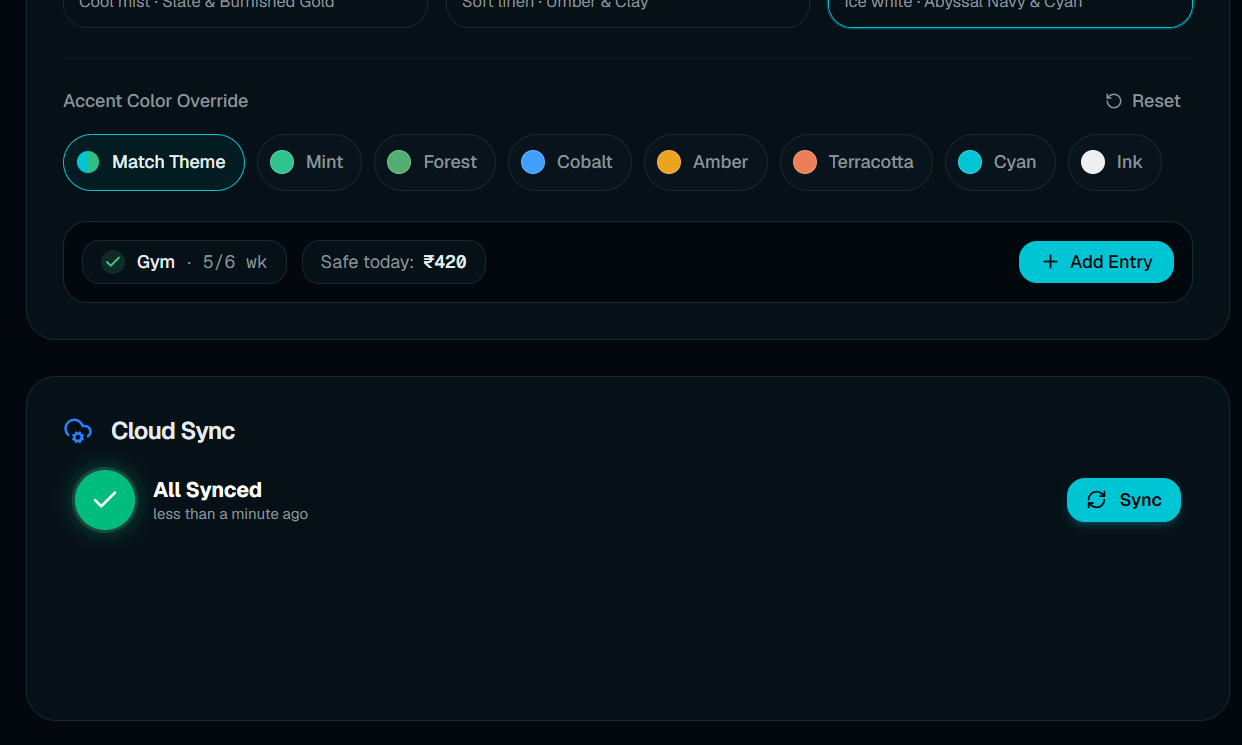 Cool mist · Slate & Burnished Gold
Soft linen · Umber & Clay
Ice white · Abyssal Navy & Cyan
Accent Color Override
Reset
Match Theme
Mint
Forest
Cobalt
Amber
Terracotta
Cyan
Ink
Gym · 5/6 wk
Safe today: ₹420
+ Add Entry
Cloud Sync
All Synced
less than a minute ago
Sync